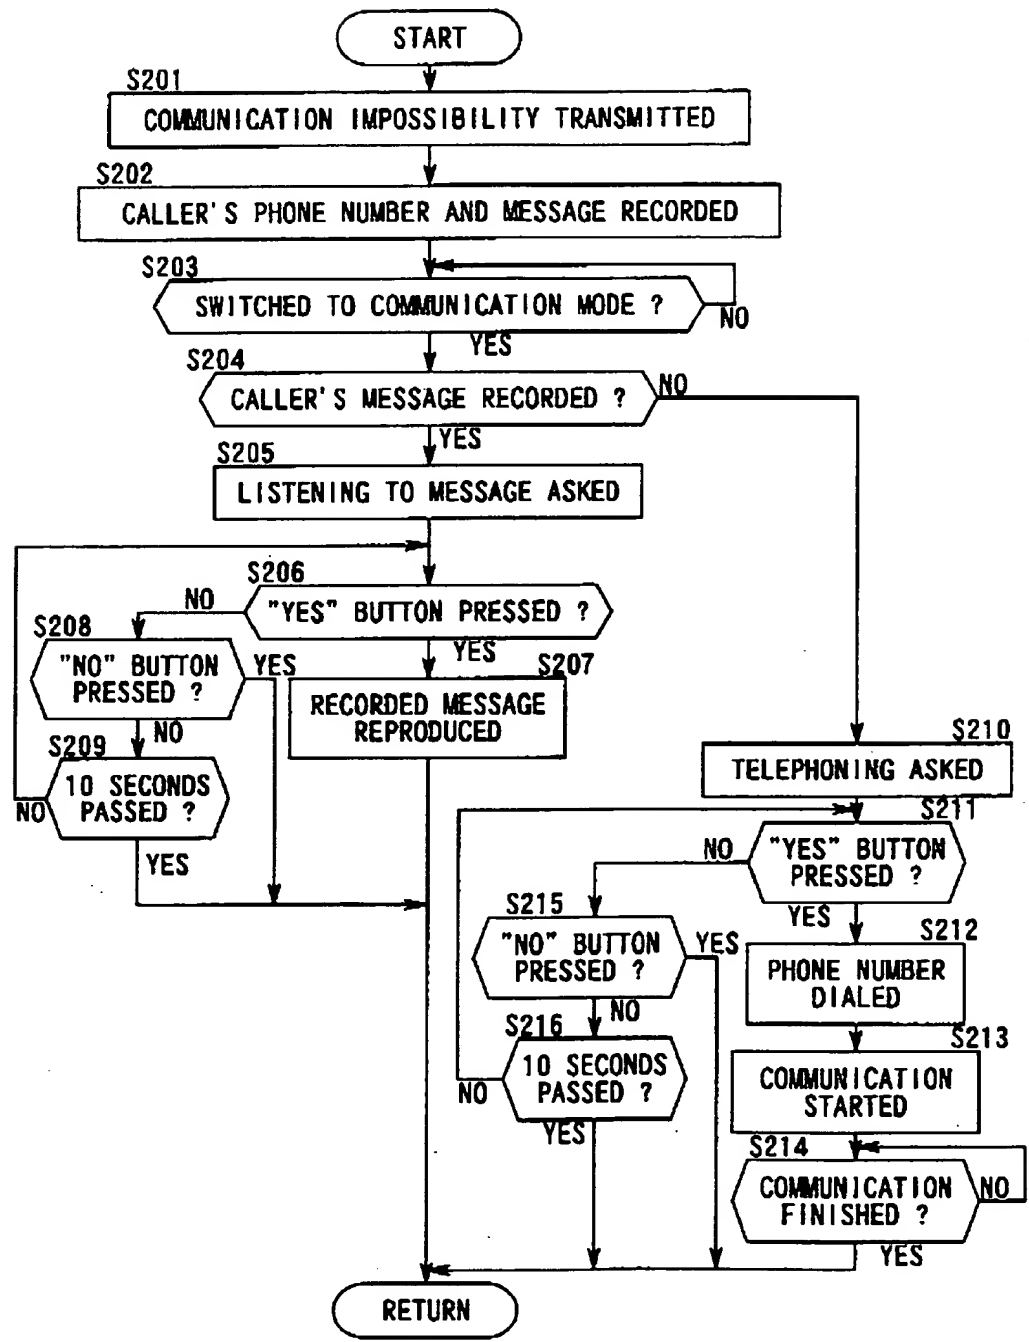 START
S201
COMMUNICATION IMPOSSIBILITY TRANSMITTED
S202
CALLER'S PHONE NUMBER AND MESSAGE RECORDED
S203
SWITCHED TO COMMUNICATION MODE ?
NO
YES
S204
CALLER'S MESSAGE RECORDED ?
NO
YES
S205
LISTENING TO MESSAGE ASKED
S206
"YES" BUTTON PRESSED ?
NO
YES
S207
RECORDED MESSAGE
REPRODUCED
S208
"NO" BUTTON
PRESSED ?
YES
NO
S209
10 SECONDS
PASSED ?
NO
YES
S210
TELEPHONING ASKED
S211
"YES" BUTTON
PRESSED ?
NO
YES
S212
PHONE NUMBER
DIALED
S213
COMMUNICATION
STARTED
S214
COMMUNICATION
FINISHED ?
NO
YES
S215
"NO" BUTTON
PRESSED ?
YES
NO
S216
10 SECONDS
PASSED ?
NO
YES
RETURN